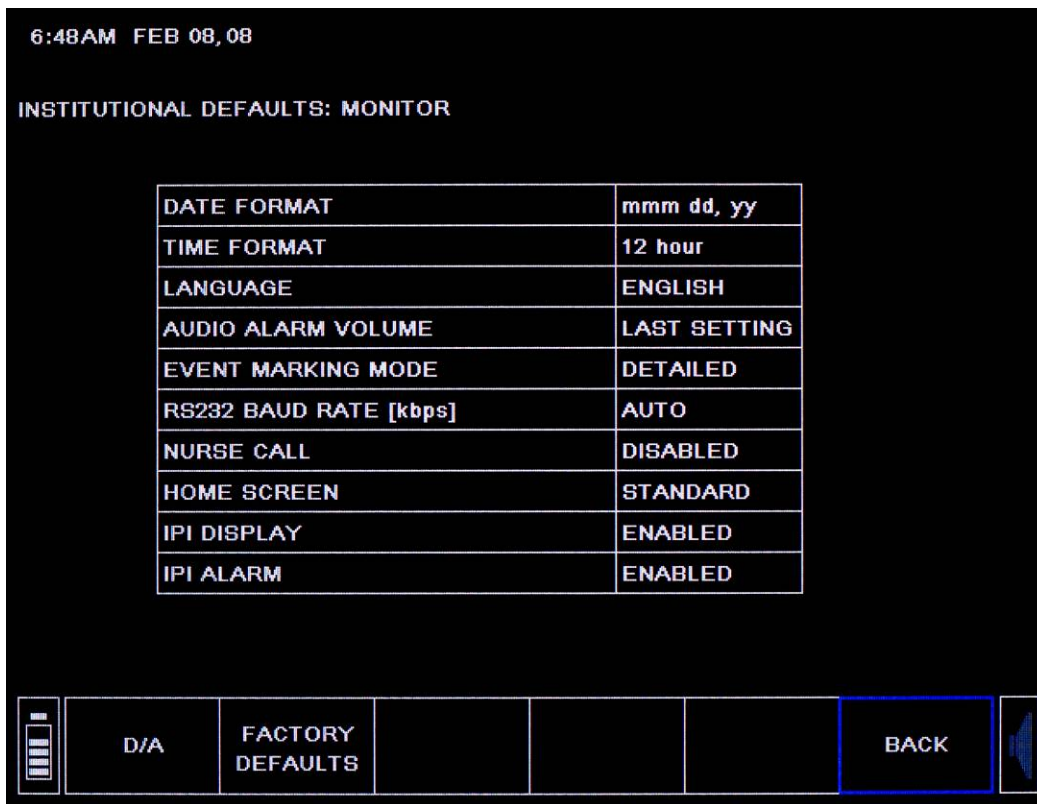 6:48AM FEB 08,08
INSTITUTIONAL DEFAULTS: MONITOR
DATE FORMAT mmm dd, yy
TIME FORMAT 12 hour
LANGUAGE ENGLISH
AUDIO ALARM VOLUME LAST SETTING
EVENT MARKING MODE DETAILED
RS232 BAUD RATE [kbps] AUTO
NURSE CALL DISABLED
HOME SCREEN STANDARD
IPI DISPLAY ENABLED
IPI ALARM ENABLED
D/A
FACTORY
DEFAULTS
BACK